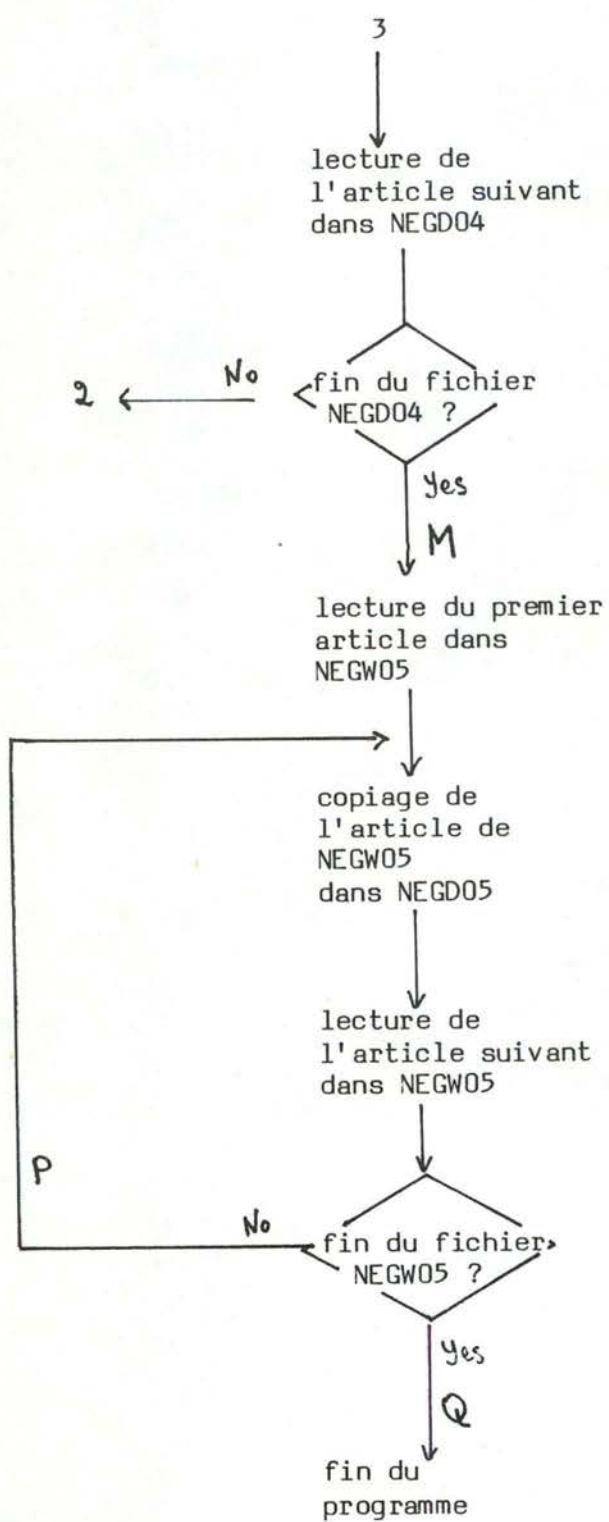 3
lecture de
l'article suivant
dans NEGD04
2
No
fin du fichier
NEGD04 ?
Yes
M
lecture du premier
article dans
NEGW05
copiage de
l'article de
NEGW05
dans NEGD05
lecture de
l'article suivant
dans NEGW05
P
No
fin du fichier
NEGW05 ?
Yes
Q
fin du
programme